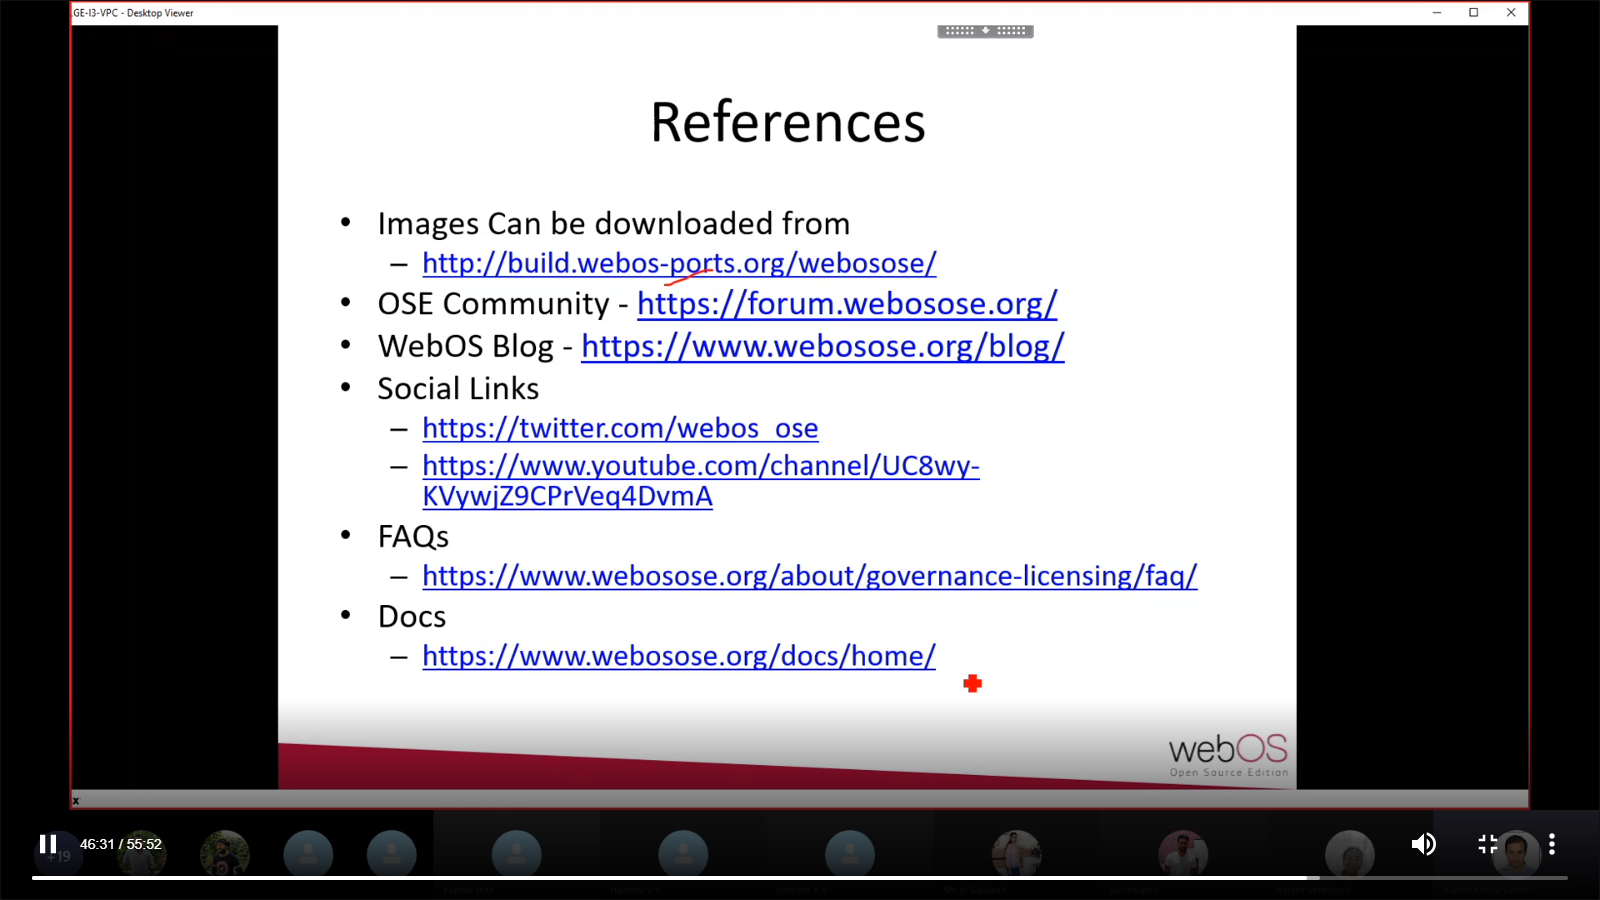 .GE-I3-VPC - Desktop Viewer
References
• Images Can be downloaded from
– http://build.webos-ports.org/webosose/
• OSE Community - https://forum.webosose.org/
• WebOS Blog - https://www.webosose.org/blog/
• Social Links
– https://twitter.com/webos_ose
– https://www.youtube.com/channel/UC8wy-
KVywjZ9CPrVeq4DvmA
• FAQs
– https://www.webosose.org/about/governance-licensing/faq/
• Docs
– https://www.webosose.org/docs/home/
webOS
Open Source Edition
x
46:31 / 55:52
+19